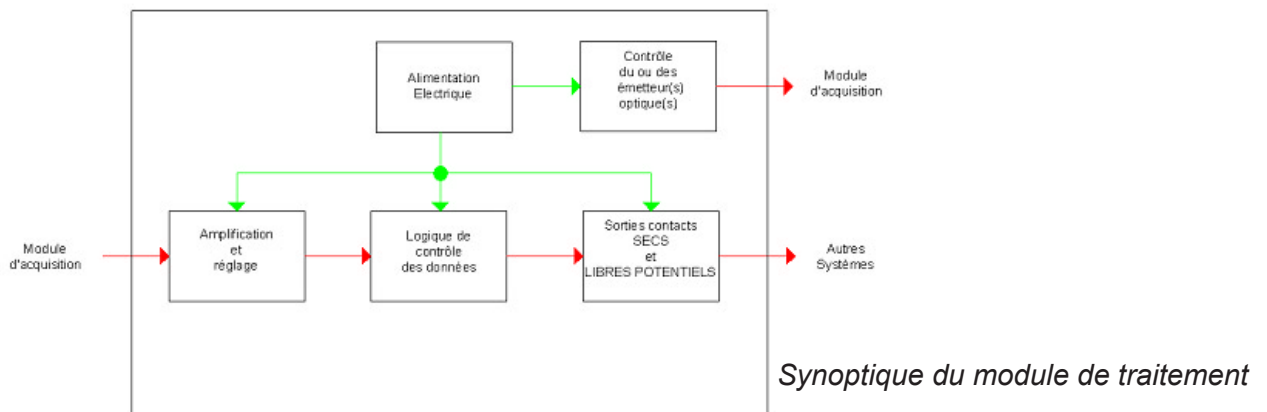 Alimentation
Electrique
Contrôle
du ou des
émetteur(s)
optique(s)
Module
d'acquisition
Module
d'acquisition
Amplification
et
réglage
Logique de
contrôle
des données
Sorties contacts
SECS
et
LIBRES POTENTIELS
Autres
Systèmes
Synoptique du module de traitement